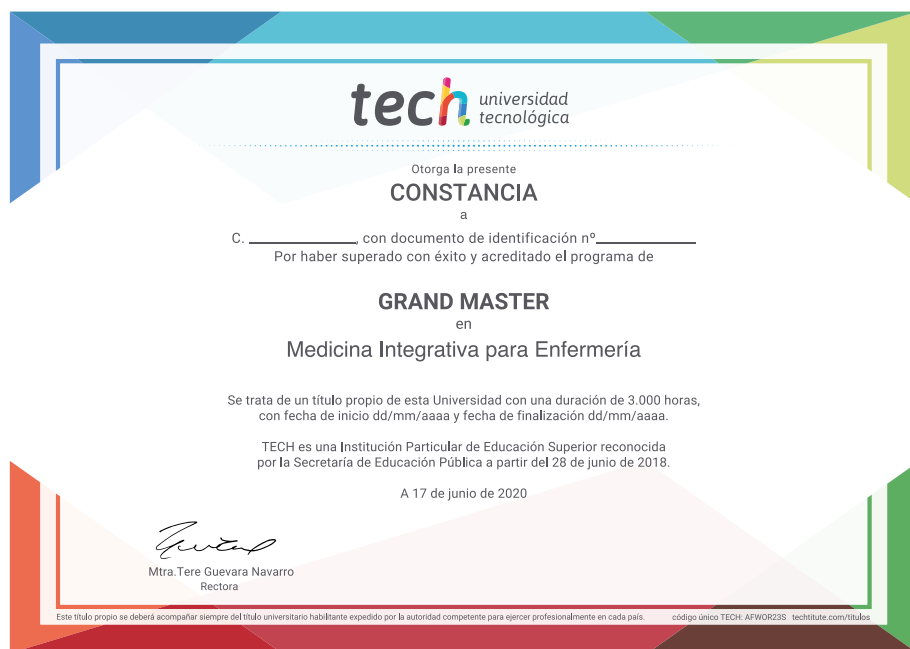 tech universidad
tecnológica
Otorga la presente
CONSTANCIA
a
C. ____________, con documento de identificación nº____________
Por haber superado con éxito y acreditado el programa de
GRAND MASTER
en
Medicina Integrativa para Enfermería
Se trata de un título propio de esta Universidad con una duración de 3.000 horas,
con fecha de inicio dd/mm/aaaa y fecha de finalización dd/mm/aaaa.
TECH es una Institución Particular de Educación Superior reconocida
por la Secretaría de Educación Pública a partir del 28 de junio de 2018.
A 17 de junio de 2020
Mtra.Tere Guevara Navarro
Rectora
Este título propio se deberá acompañar siempre del título universitario habilitante expedido por la autoridad competente para ejercer profesionalmente en cada país. código único TECH: AFWOR23S techtitute.com/titulos